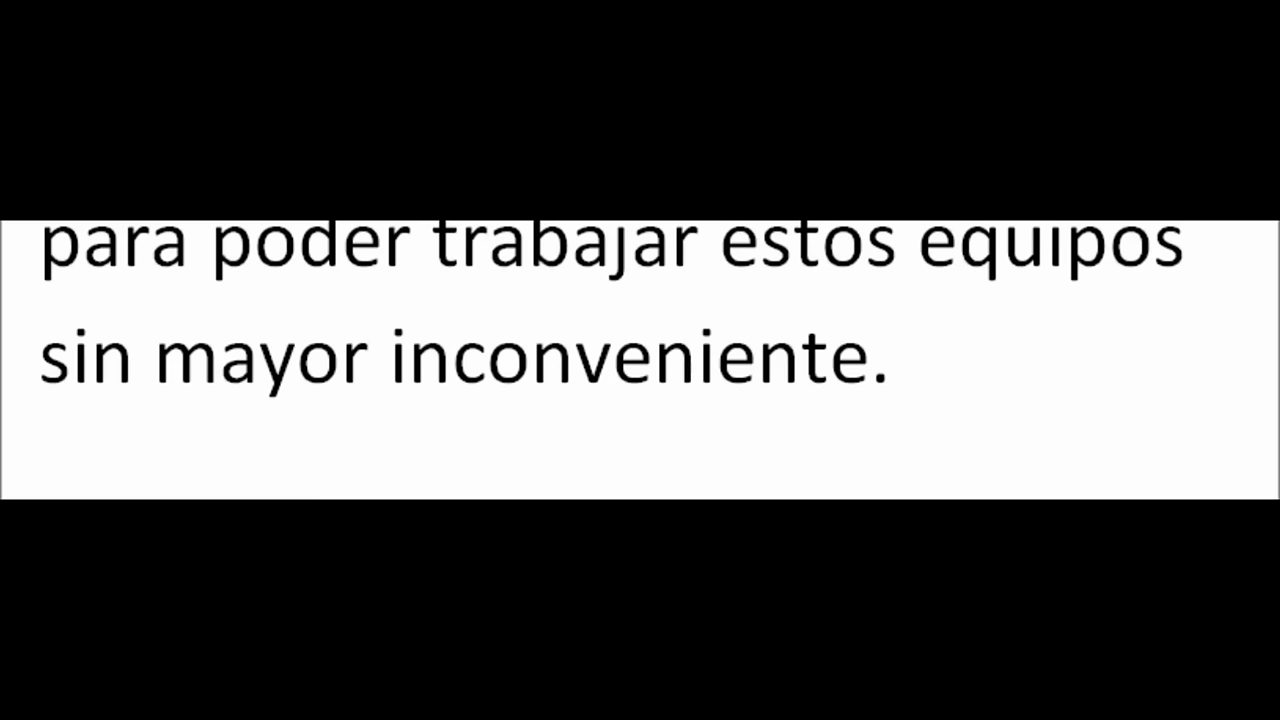 para poder trabajar estos equipos
sin mayor inconveniente.